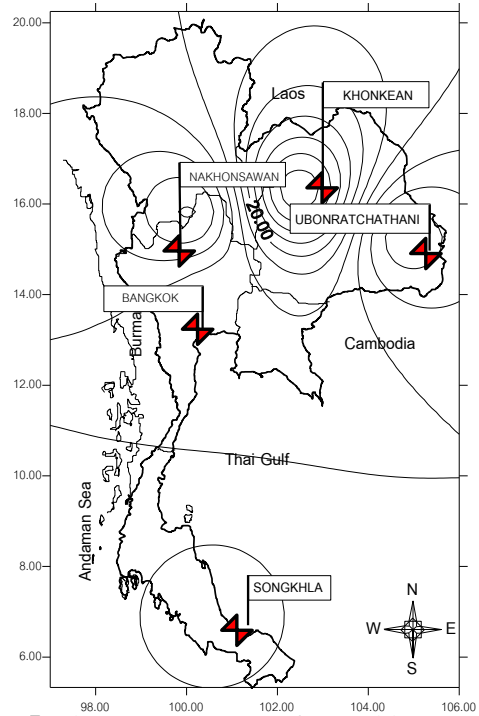 20.00
18.00
16.00
14.00
12.00
10.00
8.00
6.00
98.00
100.00
102.00
104.00
106.00
Laos
KHONKEAN
NAKHONSAWAN
20.00
UBONRATCHATHANI
BANGKOK
Burma
Cambodia
Thai Gulf
Andaman Sea
SONGKHLA
N
W
E
S